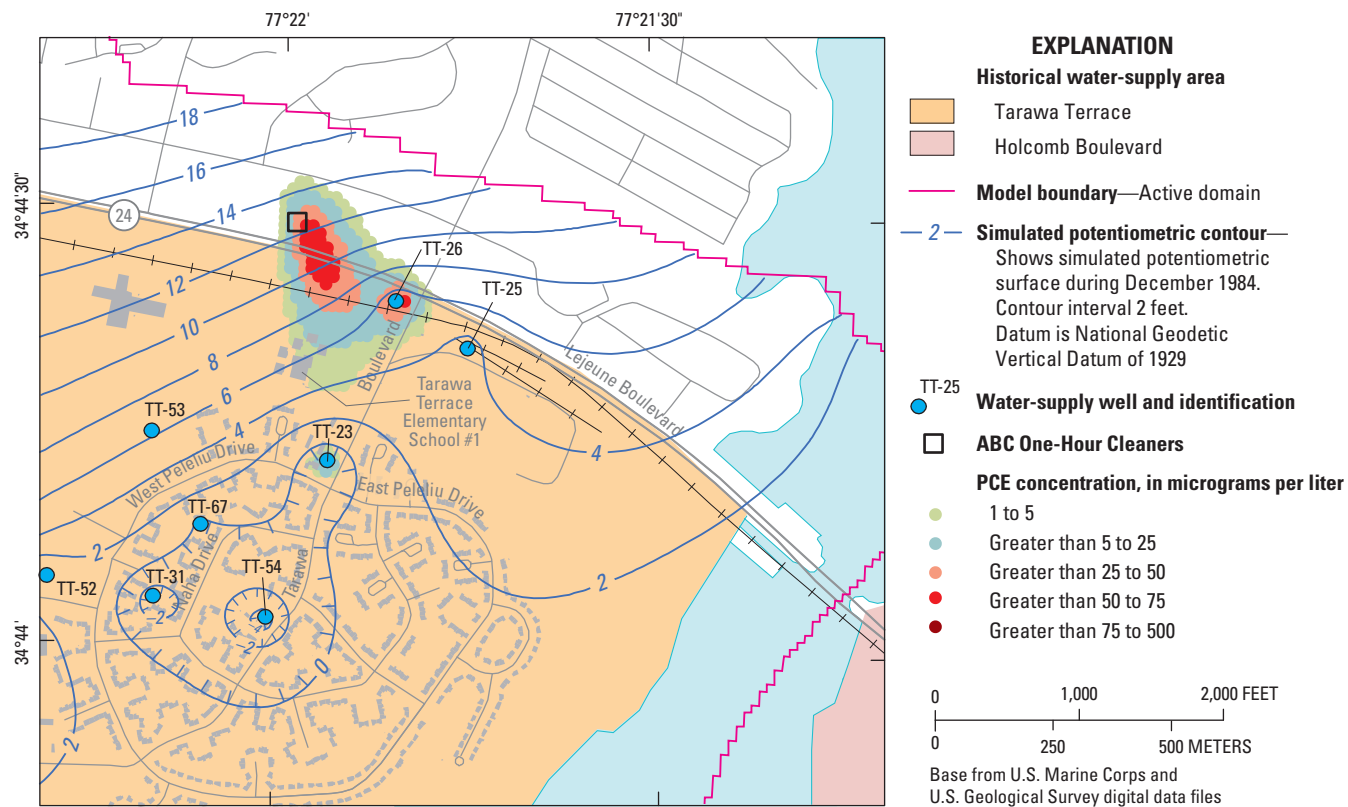 77°22'
77°21'30"
34°44'30"
34°44'
18
16
14
24
12
10
8
6
4
4
2
2
2
0
-2
-2
TT-26
TT-25
TT-53
TT-23
TT-67
TT-52
TT-31
TT-54
Boulevard
Lejeune Boulevard
Tarawa
Terrace
Elementary
School #1
West Peleliu Drive
East Peleliu Drive
Naha Drive
Tarawa
EXPLANATION
Historical water-supply area
Tarawa Terrace
Holcomb Boulevard
Model boundary—Active domain
2 Simulated potentiometric contour—
Shows simulated potentiometric
surface during December 1984.
Contour interval 2 feet.
Datum is National Geodetic
Vertical Datum of 1929
TT-25
Water-supply well and identification
ABC One-Hour Cleaners
PCE concentration, in micrograms per liter
1 to 5
Greater than 5 to 25
Greater than 25 to 50
Greater than 50 to 75
Greater than 75 to 500
0 1,000 2,000 FEET
0 250 500 METERS
Base from U.S. Marine Corps and
U.S. Geological Survey digital data files